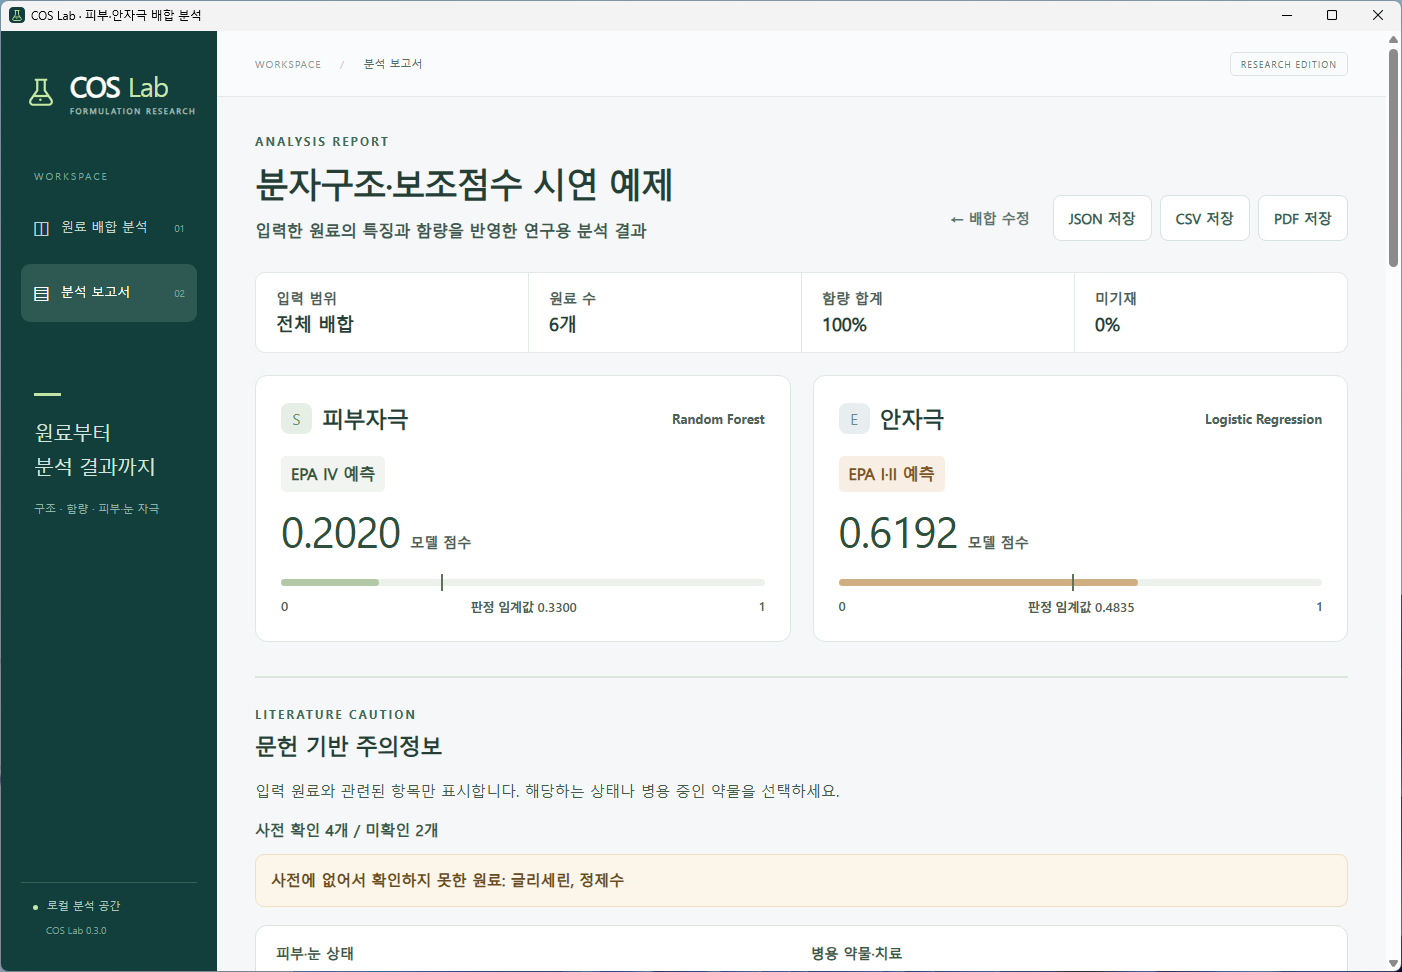 COS Lab · 피부·안자극 배합 분석
COS Lab
FORMULATION RESEARCH
WORKSPACE
원료 배합 분석 01
분석 보고서 02
원료부터
분석 결과까지
구조 · 함량 · 피부·눈 자극
로컬 분석 공간
COS Lab 0.3.0
WORKSPACE / 분석 보고서
RESEARCH EDITION
ANALYSIS REPORT
분자구조·보조점수 시연 예제
입력한 원료의 특징과 함량을 반영한 연구용 분석 결과
← 배합 수정
JSON 저장
CSV 저장
PDF 저장
입력 범위
전체 배합
원료 수
6개
함량 합계
100%
미기재
0%
S 피부자극 Random Forest
EPA IV 예측
0.2020 모델 점수
0 판정 임계값 0.3300 1
E 안자극 Logistic Regression
EPA I·II 예측
0.6192 모델 점수
0 판정 임계값 0.4835 1
LITERATURE CAUTION
문헌 기반 주의정보
입력 원료와 관련된 항목만 표시합니다. 해당하는 상태나 병용 중인 약물을 선택하세요.
사전 확인 4개 / 미확인 2개
사전에 없어서 확인하지 못한 원료: 글리세린, 정제수
피부·눈 상태
병용 약물·치료